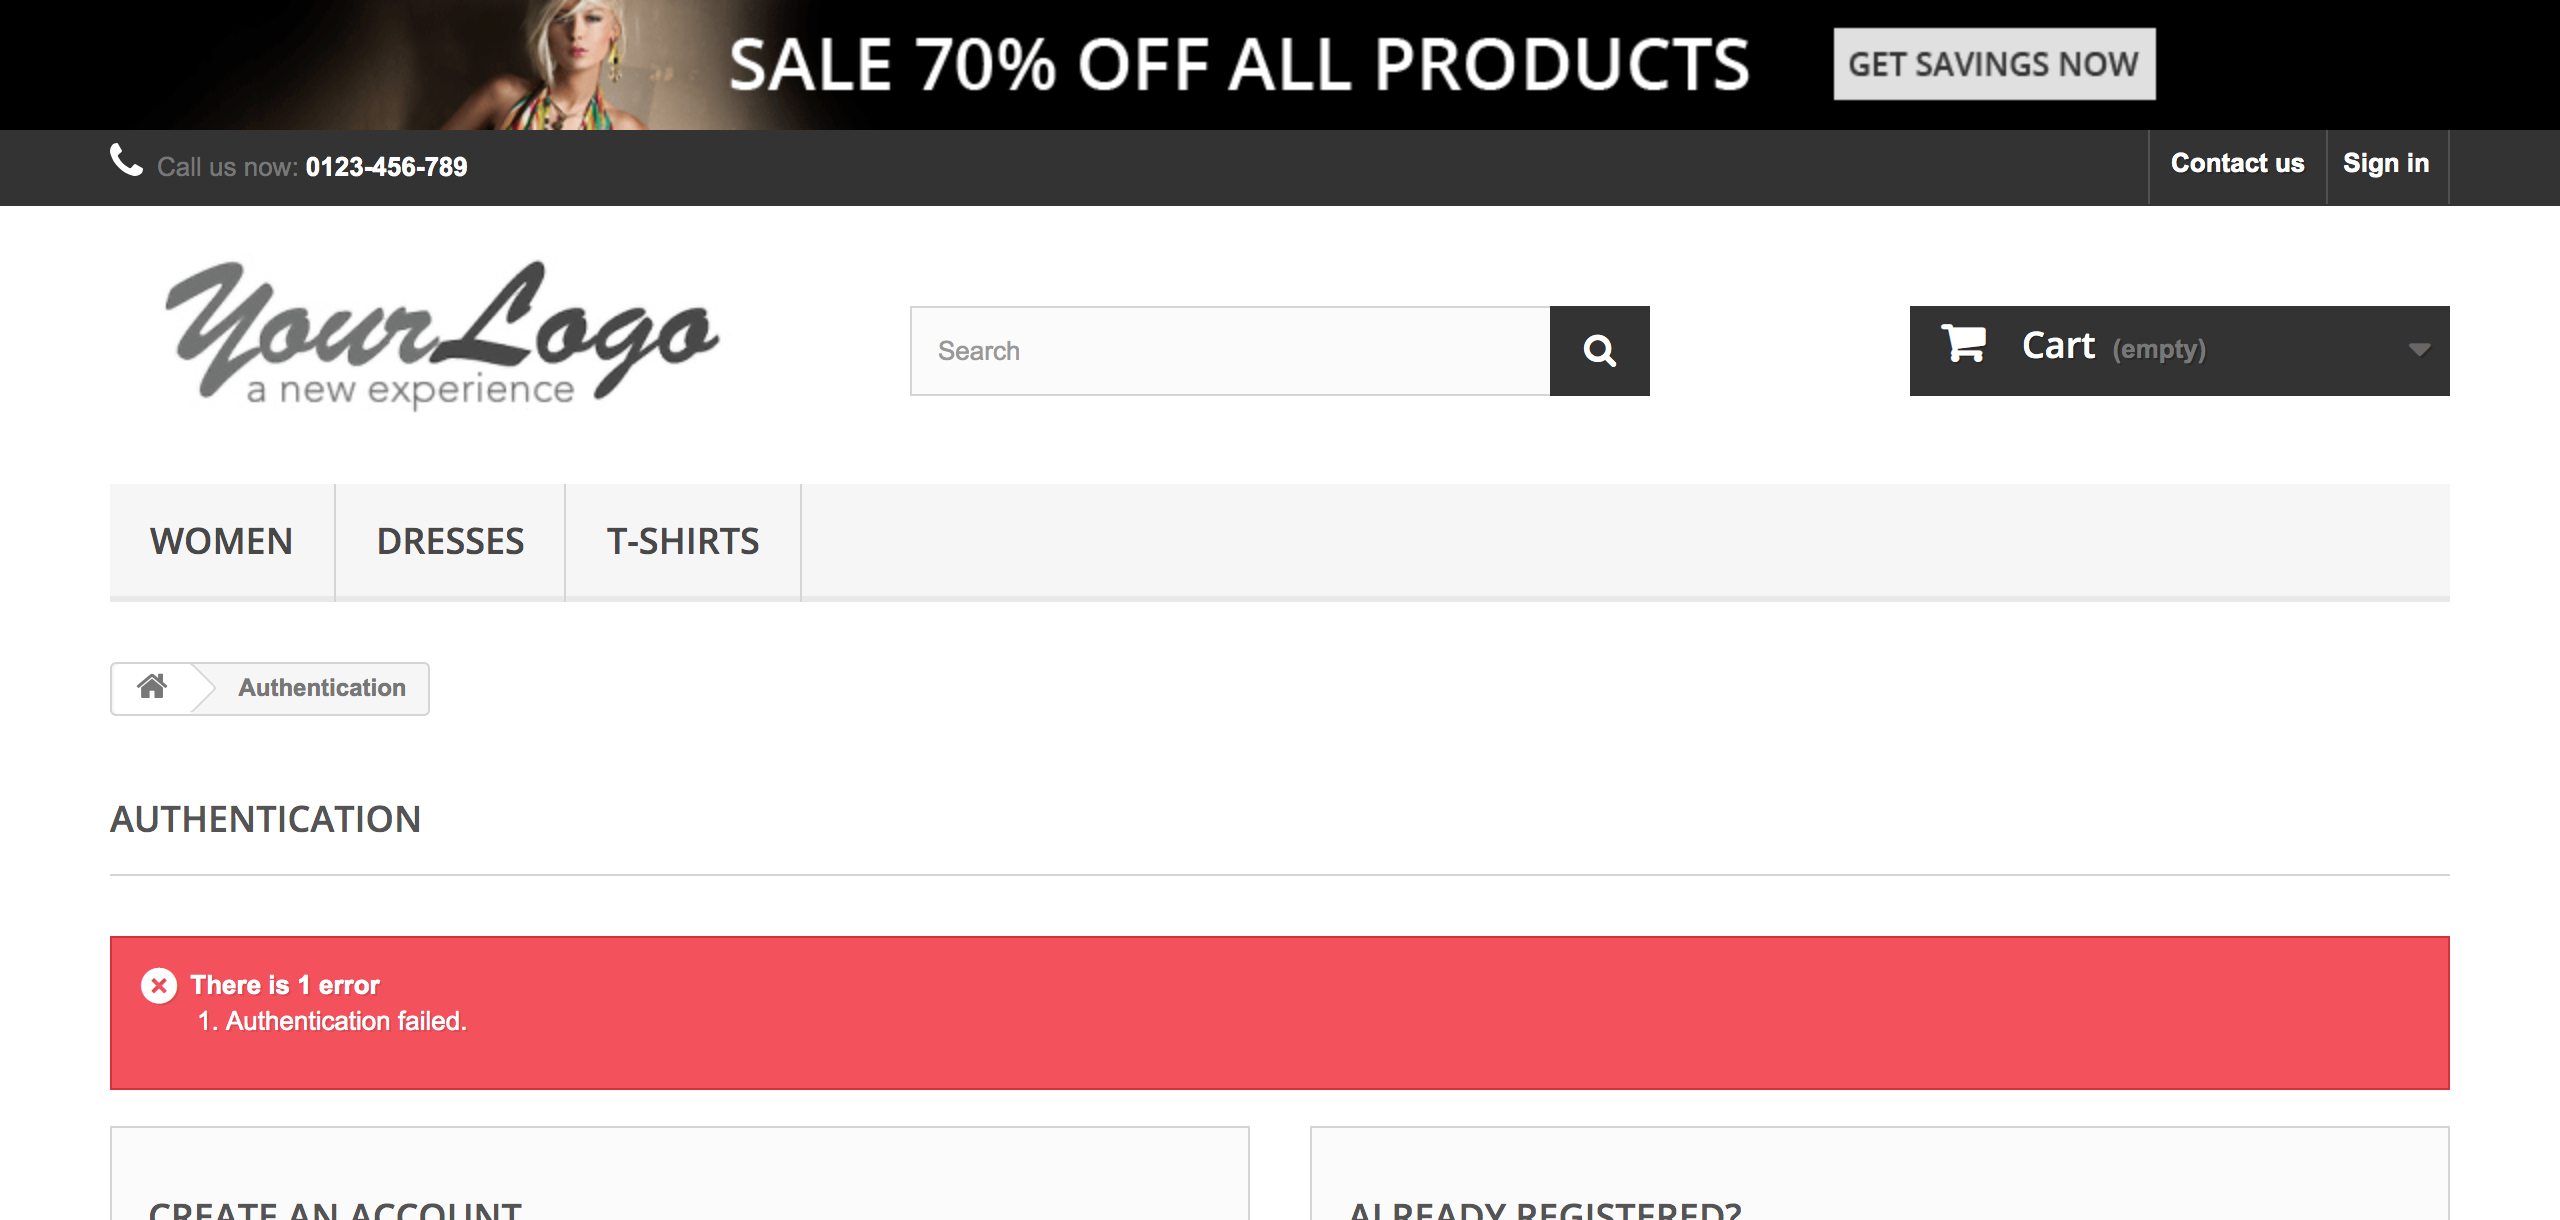 SALE 70% OFF ALL PRODUCTS GET SAVINGS NOW
Call us now: 0123-456-789 Contact us Sign in
YourLogo
a new experience
Search
Cart (empty)
WOMEN DRESSES T-SHIRTS
Authentication
AUTHENTICATION
There is 1 error
1. Authentication failed.
CREATE AN ACCOUNT
ALREADY REGISTERED?